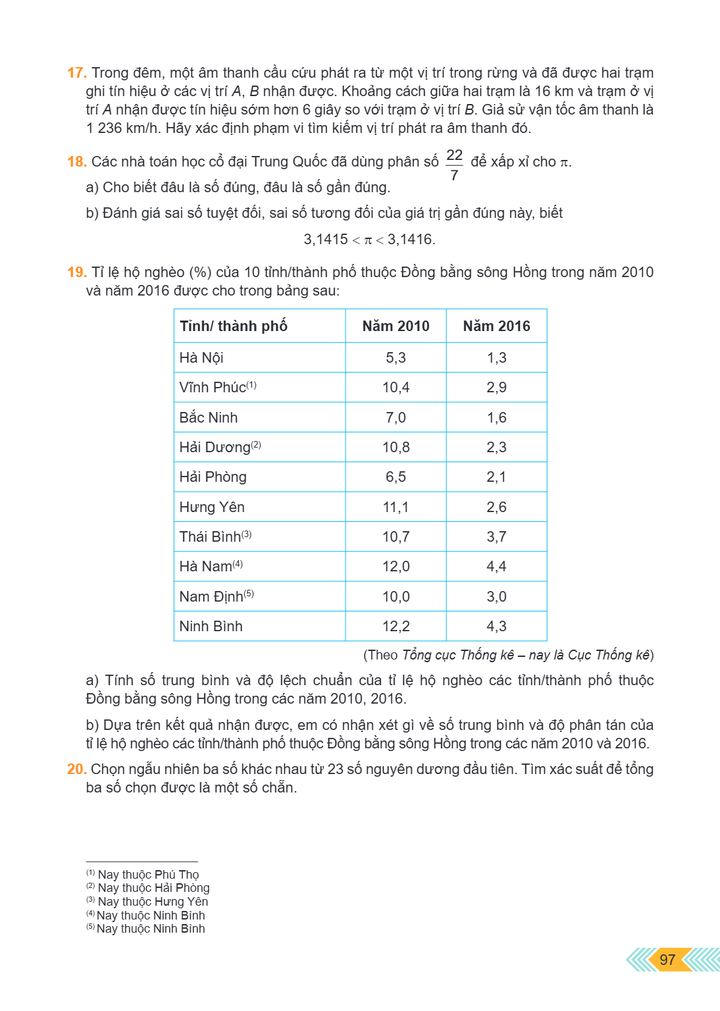 17. Trong đêm, một âm thanh cầu cứu phát ra từ một vị trí trong rừng và đã được hai trạm
ghi tín hiệu ở các vị trí A, B nhận được. Khoảng cách giữa hai trạm là 16 km và trạm ở vị
trí A nhận được tín hiệu sớm hơn 6 giây so với trạm ở vị trí B. Giả sử vận tốc âm thanh là
1 236 km/h. Hãy xác định phạm vi tìm kiếm vị trí phát ra âm thanh đó.
18. Các nhà toán học cổ đại Trung Quốc đã dùng phân số 22/7 để xấp xỉ cho π.
a) Cho biết đâu là số đúng, đâu là số gần đúng.
b) Đánh giá sai số tuyệt đối, sai số tương đối của giá trị gần đúng này, biết
3,1415 < π < 3,1416.
19. Tỉ lệ hộ nghèo (%) của 10 tỉnh/thành phố thuộc Đồng bằng sông Hồng trong năm 2010
và năm 2016 được cho trong bảng sau:
Tỉnh/ thành phố Năm 2010 Năm 2016
Hà Nội 5,3 1,3
Vĩnh Phúc(1) 10,4 2,9
Bắc Ninh 7,0 1,6
Hải Dương(2) 10,8 2,3
Hải Phòng 6,5 2,1
Hưng Yên 11,1 2,6
Thái Bình(3) 10,7 3,7
Hà Nam(4) 12,0 4,4
Nam Định(5) 10,0 3,0
Ninh Bình 12,2 4,3
(Theo Tổng cục Thống kê – nay là Cục Thống kê)
a) Tính số trung bình và độ lệch chuẩn của tỉ lệ hộ nghèo các tỉnh/thành phố thuộc
Đồng bằng sông Hồng trong các năm 2010, 2016.
b) Dựa trên kết quả nhận được, em có nhận xét gì về số trung bình và độ phân tán của
tỉ lệ hộ nghèo các tỉnh/thành phố thuộc Đồng bằng sông Hồng trong các năm 2010 và 2016.
20. Chọn ngẫu nhiên ba số khác nhau từ 23 số nguyên dương đầu tiên. Tìm xác suất để tổng
ba số chọn được là một số chẵn.
(1) Nay thuộc Phú Thọ
(2) Nay thuộc Hải Phòng
(3) Nay thuộc Hưng Yên
(4) Nay thuộc Ninh Bình
(5) Nay thuộc Ninh Bình
97